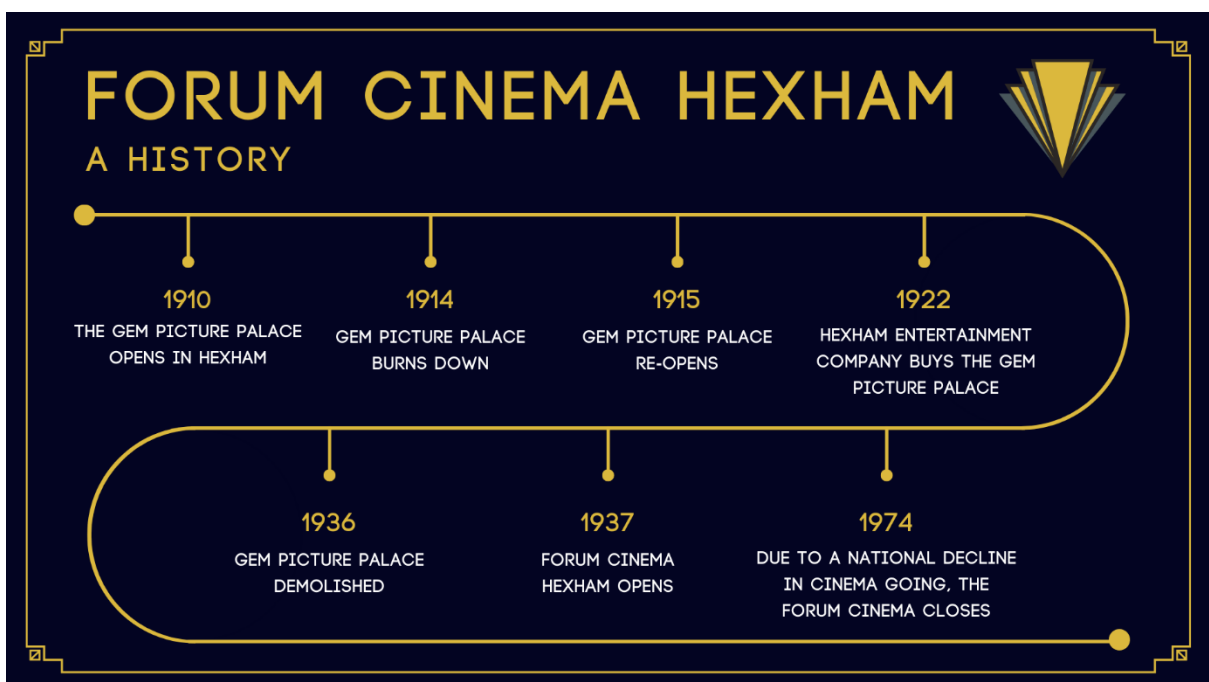 FORUM CINEMA HEXHAM
A HISTORY
1910
THE GEM PICTURE PALACE
OPENS IN HEXHAM
1914
GEM PICTURE PALACE
BURNS DOWN
1915
GEM PICTURE PALACE
RE-OPENS
1922
HEXHAM ENTERTAINMENT
COMPANY BUYS THE GEM
PICTURE PALACE
1936
GEM PICTURE PALACE
DEMOLISHED
1937
FORUM CINEMA
HEXHAM OPENS
1974
DUE TO A NATIONAL DECLINE
IN CINEMA GOING, THE
FORUM CINEMA CLOSES